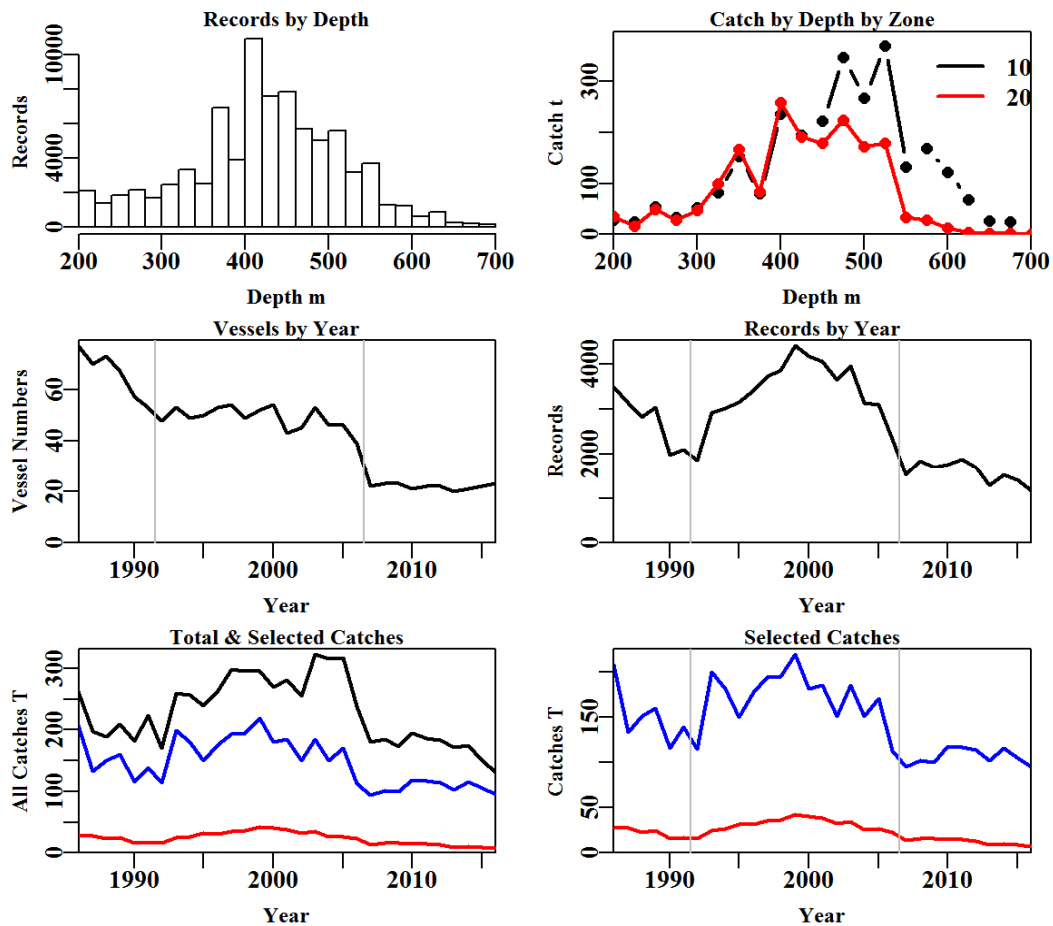 Records by Depth
Records
0
4000
10000
200 300 400 500 600 700
Depth m
Catch by Depth by Zone
Catch t
0
100
300
10
20
200 300 400 500 600 700
Depth m
Vessels by Year
Vessel Numbers
0
20
40
60
1990 2000 2010
Year
Records by Year
Records
0
2000
4000
1990 2000 2010
Year
Total & Selected Catches
All Catches T
0
100
200
300
1990 2000 2010
Year
Selected Catches
Catches T
0
50
150
1990 2000 2010
Year